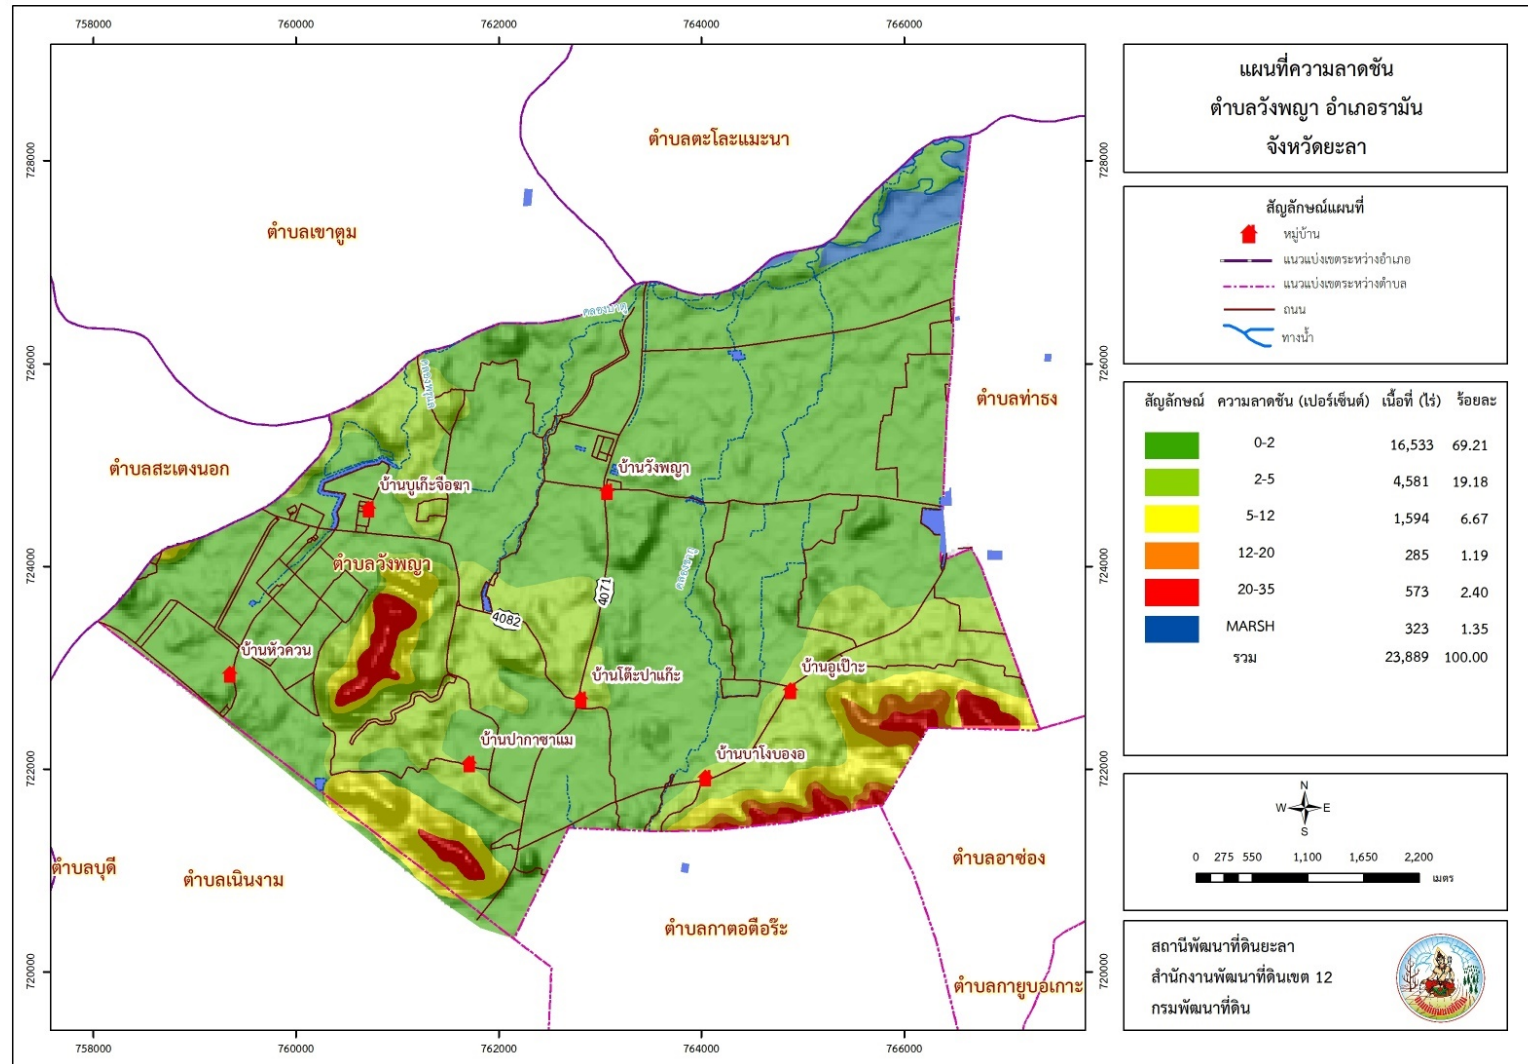 758000 760000 762000 764000 766000
728000 728000
726000 726000
724000 724000
722000 722000
720000 720000
758000 760000 762000 764000 766000
ตำบลตะโละแมะนา
ตำบลเขาตูม
ตำบลท่าธง
ตำบลสะเตงนอก
คลองบาตู
บ้านวังพญา
บ้านบูเก๊ะจือฆา
ตำบลวังพญา
4071
4082
บ้านหัวควน
บ้านโต๊ะปาแก๊ะ
บ้านอูเป๊าะ
บ้านปากาซาแม
บ้านบาโงบองอ
ตำบลบุดี
ตำบลเนินงาม
ตำบลอาซ่อง
ตำบลกาตอตือร๊ะ
ตำบลกายูบอเกาะ
แผนที่ความลาดชัน
ตำบลวังพญา อำเภอรามัน
จังหวัดยะลา
สัญลักษณ์แผนที่
หมู่บ้าน
แนวแบ่งเขตระหว่างอำเภอ
แนวแบ่งเขตระหว่างตำบล
ถนน
ทางน้ำ
สัญลักษณ์ ความลาดชัน (เปอร์เซ็นต์) เนื้อที่ (ไร่) ร้อยละ
0-2 16,533 69.21
2-5 4,581 19.18
5-12 1,594 6.67
12-20 285 1.19
20-35 573 2.40
MARSH 323 1.35
รวม 23,889 100.00
N
W E
S
0 275 550 1,100 1,650 2,200
เมตร
สถานีพัฒนาที่ดินยะลา
สำนักงานพัฒนาที่ดินเขต 12
กรมพัฒนาที่ดิน